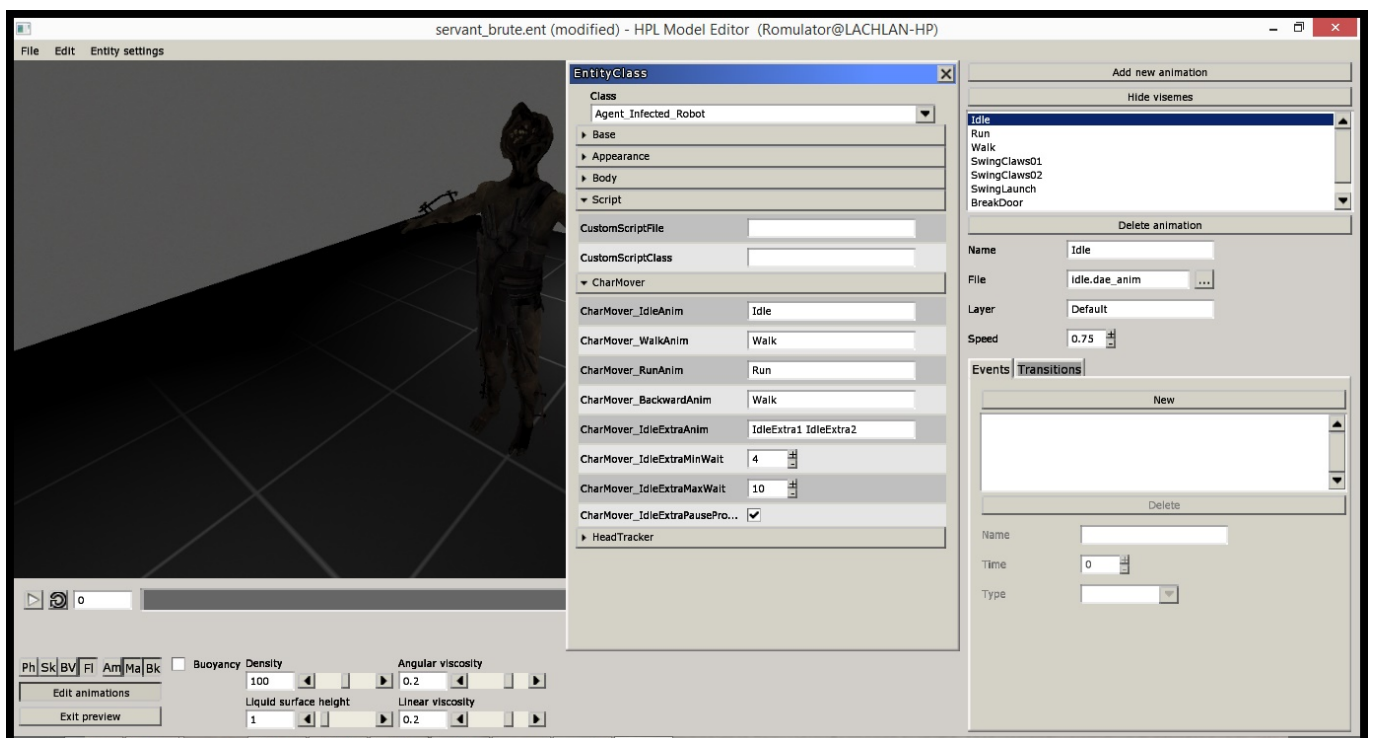 servant_brute.ent (modified) - HPL Model Editor (Romulator@LACHLAN-HP)
File Edit Entity settings
EntityClass
Class
Agent_Infected_Robot
Base
Appearance
Body
Script
CustomScriptFile
CustomScriptClass
CharMover
CharMover_IdleAnim Idle
CharMover_WalkAnim Walk
CharMover_RunAnim Run
CharMover_BackwardAnim Walk
CharMover_IdleExtraAnim IdleExtra1 IdleExtra2
CharMover_IdleExtraMinWait 4
CharMover_IdleExtraMaxWait 10
CharMover_IdleExtraPausePro...
HeadTracker
Add new animation
Hide visemes
Idle
Run
Walk
SwingClaws01
SwingClaws02
SwingLaunch
BreakDoor
Delete animation
Name Idle
File idle.dae_anim ...
Layer Default
Speed 0.75
Events Transitions
New
Delete
Name
Time 0
Type
0
Ph Sk BV Fl Am Ma Bk Buoyancy Density Angular viscosity
100 0.2
Edit animations
Liquid surface height Linear viscosity
Exit preview 1 0.2